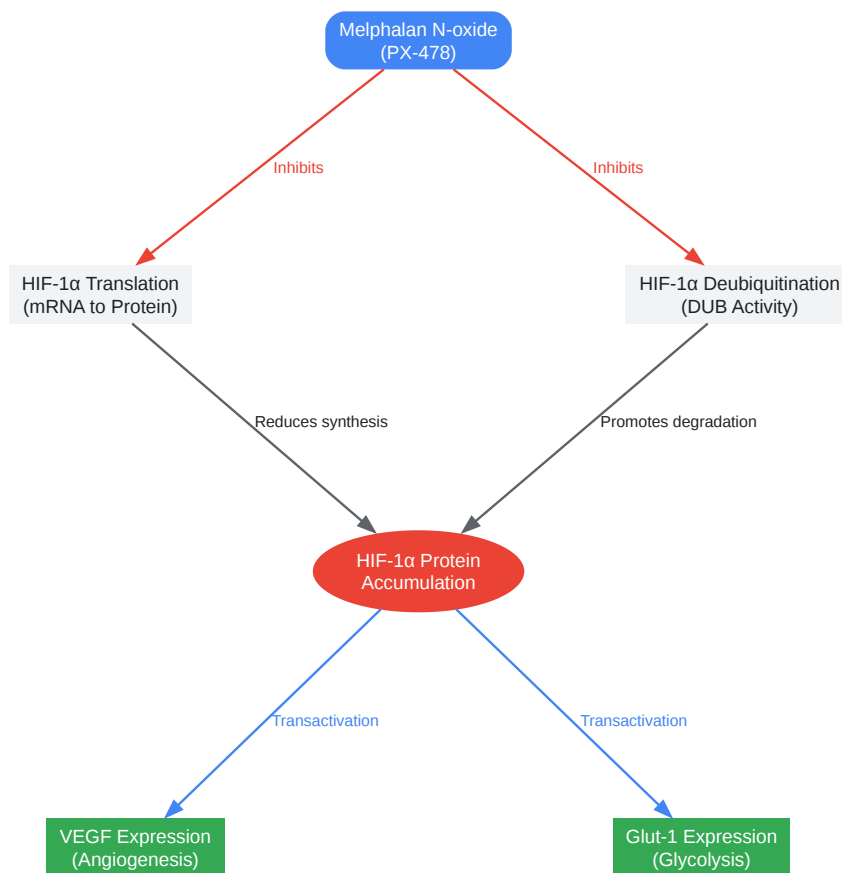 Melphalan N-oxide
(PX-478)
Inhibits
Inhibits
HIF-1α Translation
(mRNA to Protein)
HIF-1α Deubiquitination
(DUB Activity)
Reduces synthesis
Promotes degradation
HIF-1α Protein
Accumulation
Transactivation
Transactivation
VEGF Expression
(Angiogenesis)
Glut-1 Expression
(Glycolysis)